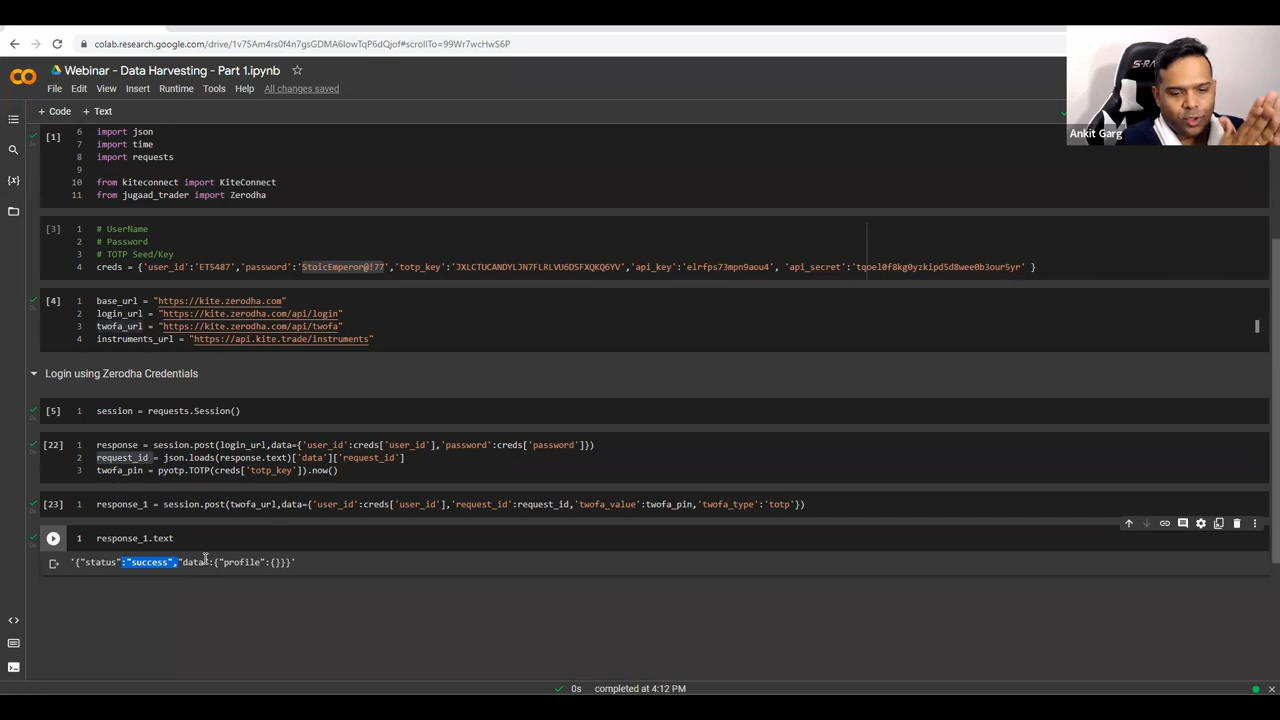 colab.research.google.com/drive/1v75Am4rs0f4n7gsGDMA6IowTqP6dQjof#scrollTo=99Wr7wcHwS6P
Webinar - Data Harvesting - Part 1.ipynb
File Edit View Insert Runtime Tools Help All changes saved
+ Code + Text
Ankit Garg
[1] 6 import json
7 import time
8 import requests
9
10 from kiteconnect import KiteConnect
11 from jugaad_trader import Zerodha
[3] 1 # UserName
2 # Password
3 # TOTP Seed/Key
4 creds = {'user_id':'ET5487','password':'StoicEmperor@!77','totp_key':'JXLCTUCANDYLJN7FLRLVU6DSFXQKQ6YV','api_key':'elrfps73mpn9aou4', 'api_secret':'tqoel0f8kg0yzkipd5d8wee0b3our5yr' }
[4] 1 base_url = "https://kite.zerodha.com"
2 login_url = "https://kite.zerodha.com/api/login"
3 twofa_url = "https://kite.zerodha.com/api/twofa"
4 instruments_url = "https://api.kite.trade/instruments"
Login using Zerodha Credentials
[5] 1 session = requests.Session()
[22] 1 response = session.post(login_url,data={'user_id':creds['user_id'],'password':creds['password']})
2 request_id = json.loads(response.text)['data']['request_id']
3 twofa_pin = pyotp.TOTP(creds['totp_key']).now()
[23] 1 response_1 = session.post(twofa_url,data={'user_id':creds['user_id'],'request_id':request_id,'twofa_value':twofa_pin,'twofa_type':'totp'})
1 response_1.text
'{"status":"success","data":{"profile":{}}}'
0s completed at 4:12 PM